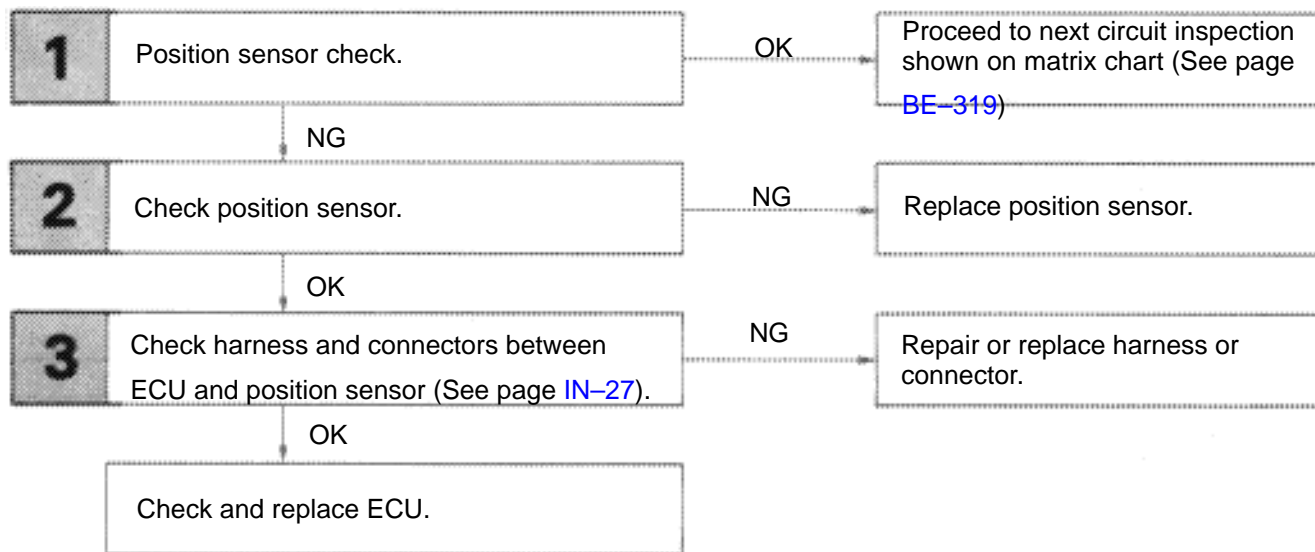 1
Position sensor check.
OK
Proceed to next circuit inspection
shown on matrix chart (See page
BE–319)
NG
2
Check position sensor.
NG
Replace position sensor.
OK
3
Check harness and connectors between
ECU and position sensor (See page IN–27).
NG
Repair or replace harness or
connector.
OK
Check and replace ECU.